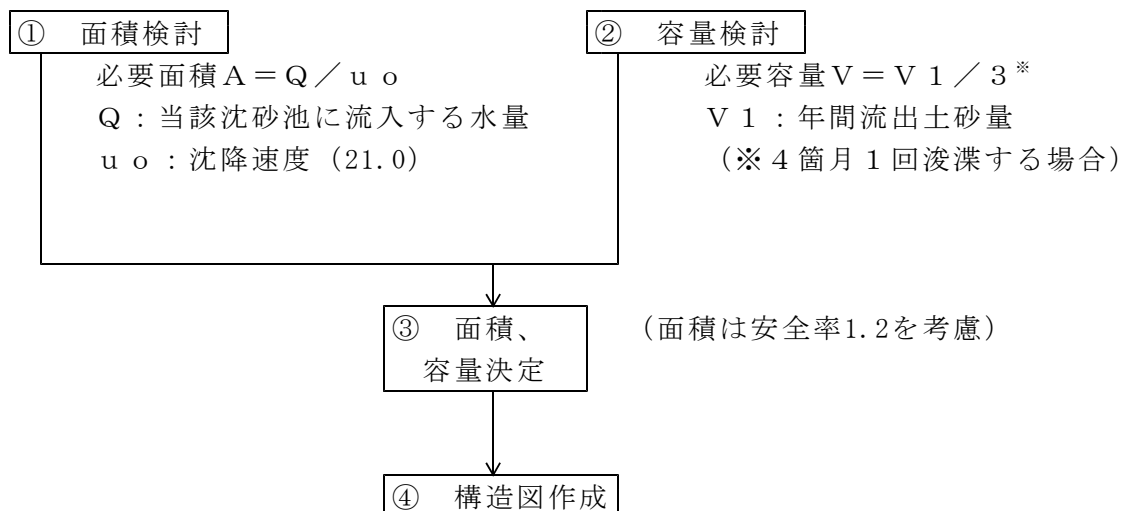 ① 面積検討
必要面積Ａ＝Ｑ／ｕｏ
Ｑ：当該沈砂池に流入する水量
ｕｏ：沈降速度（21.0）
② 容量検討
必要容量Ｖ＝Ｖ１／３※
Ｖ１：年間流出土砂量
（※４箇月１回浚渫する場合）
③ 面積、
容量決定
（面積は安全率1.2を考慮）
④ 構造図作成